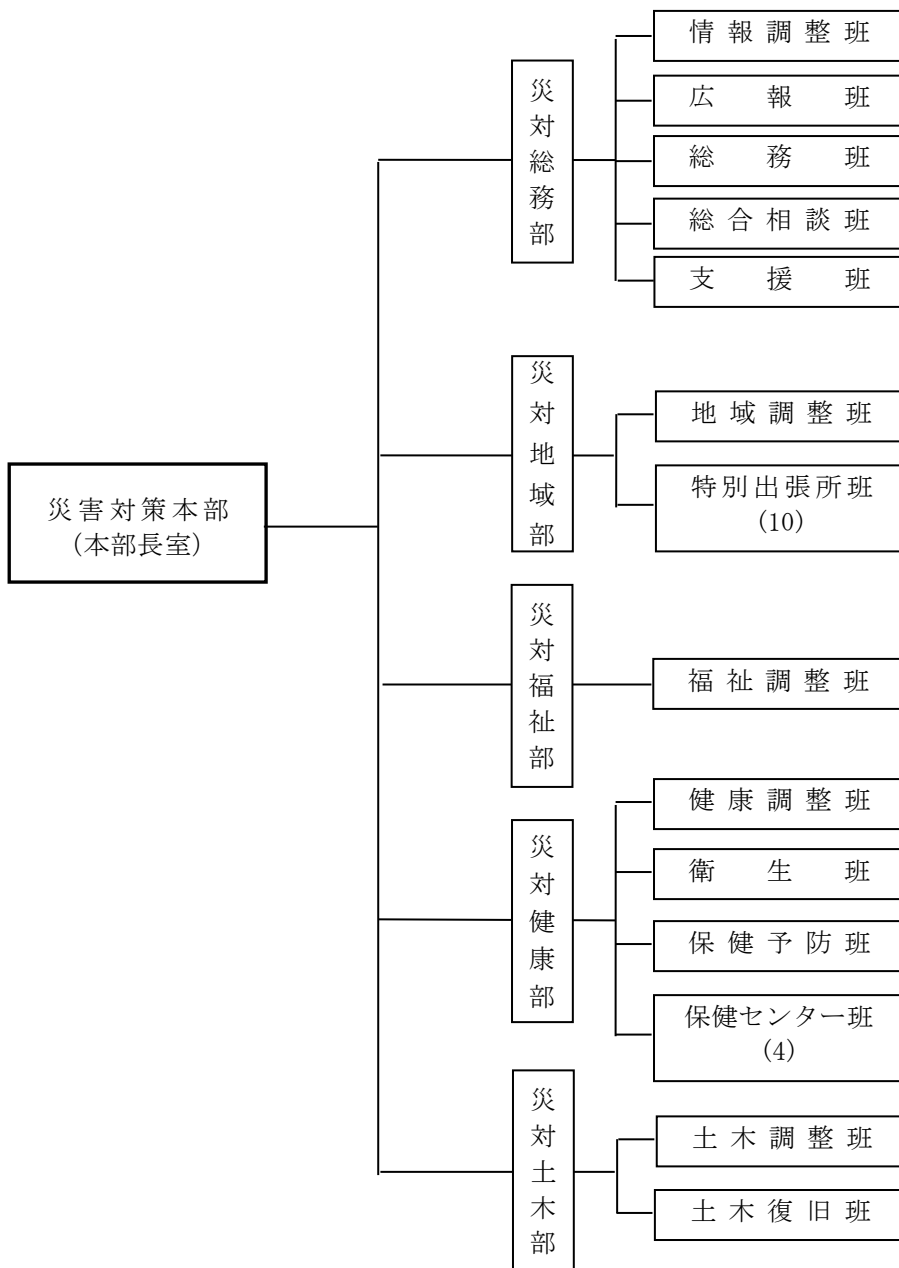 災害対策本部
(本部長室)
災対総務部
情報調整班
広報班
総務班
総合相談班
支援班
災対地域部
地域調整班
特別出張所班
(10)
災対福祉部
福祉調整班
災対健康部
健康調整班
衛生班
保健予防班
保健センター班
(4)
災対土木部
土木調整班
土木復旧班